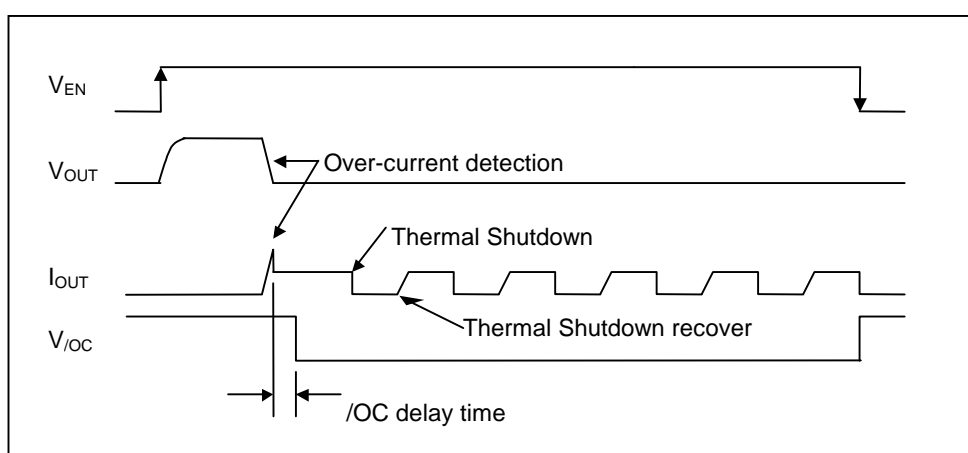 VEN
VOUT
Over-current detection
Thermal Shutdown
IOUT
Thermal Shutdown recover
V/OC
/OC delay time